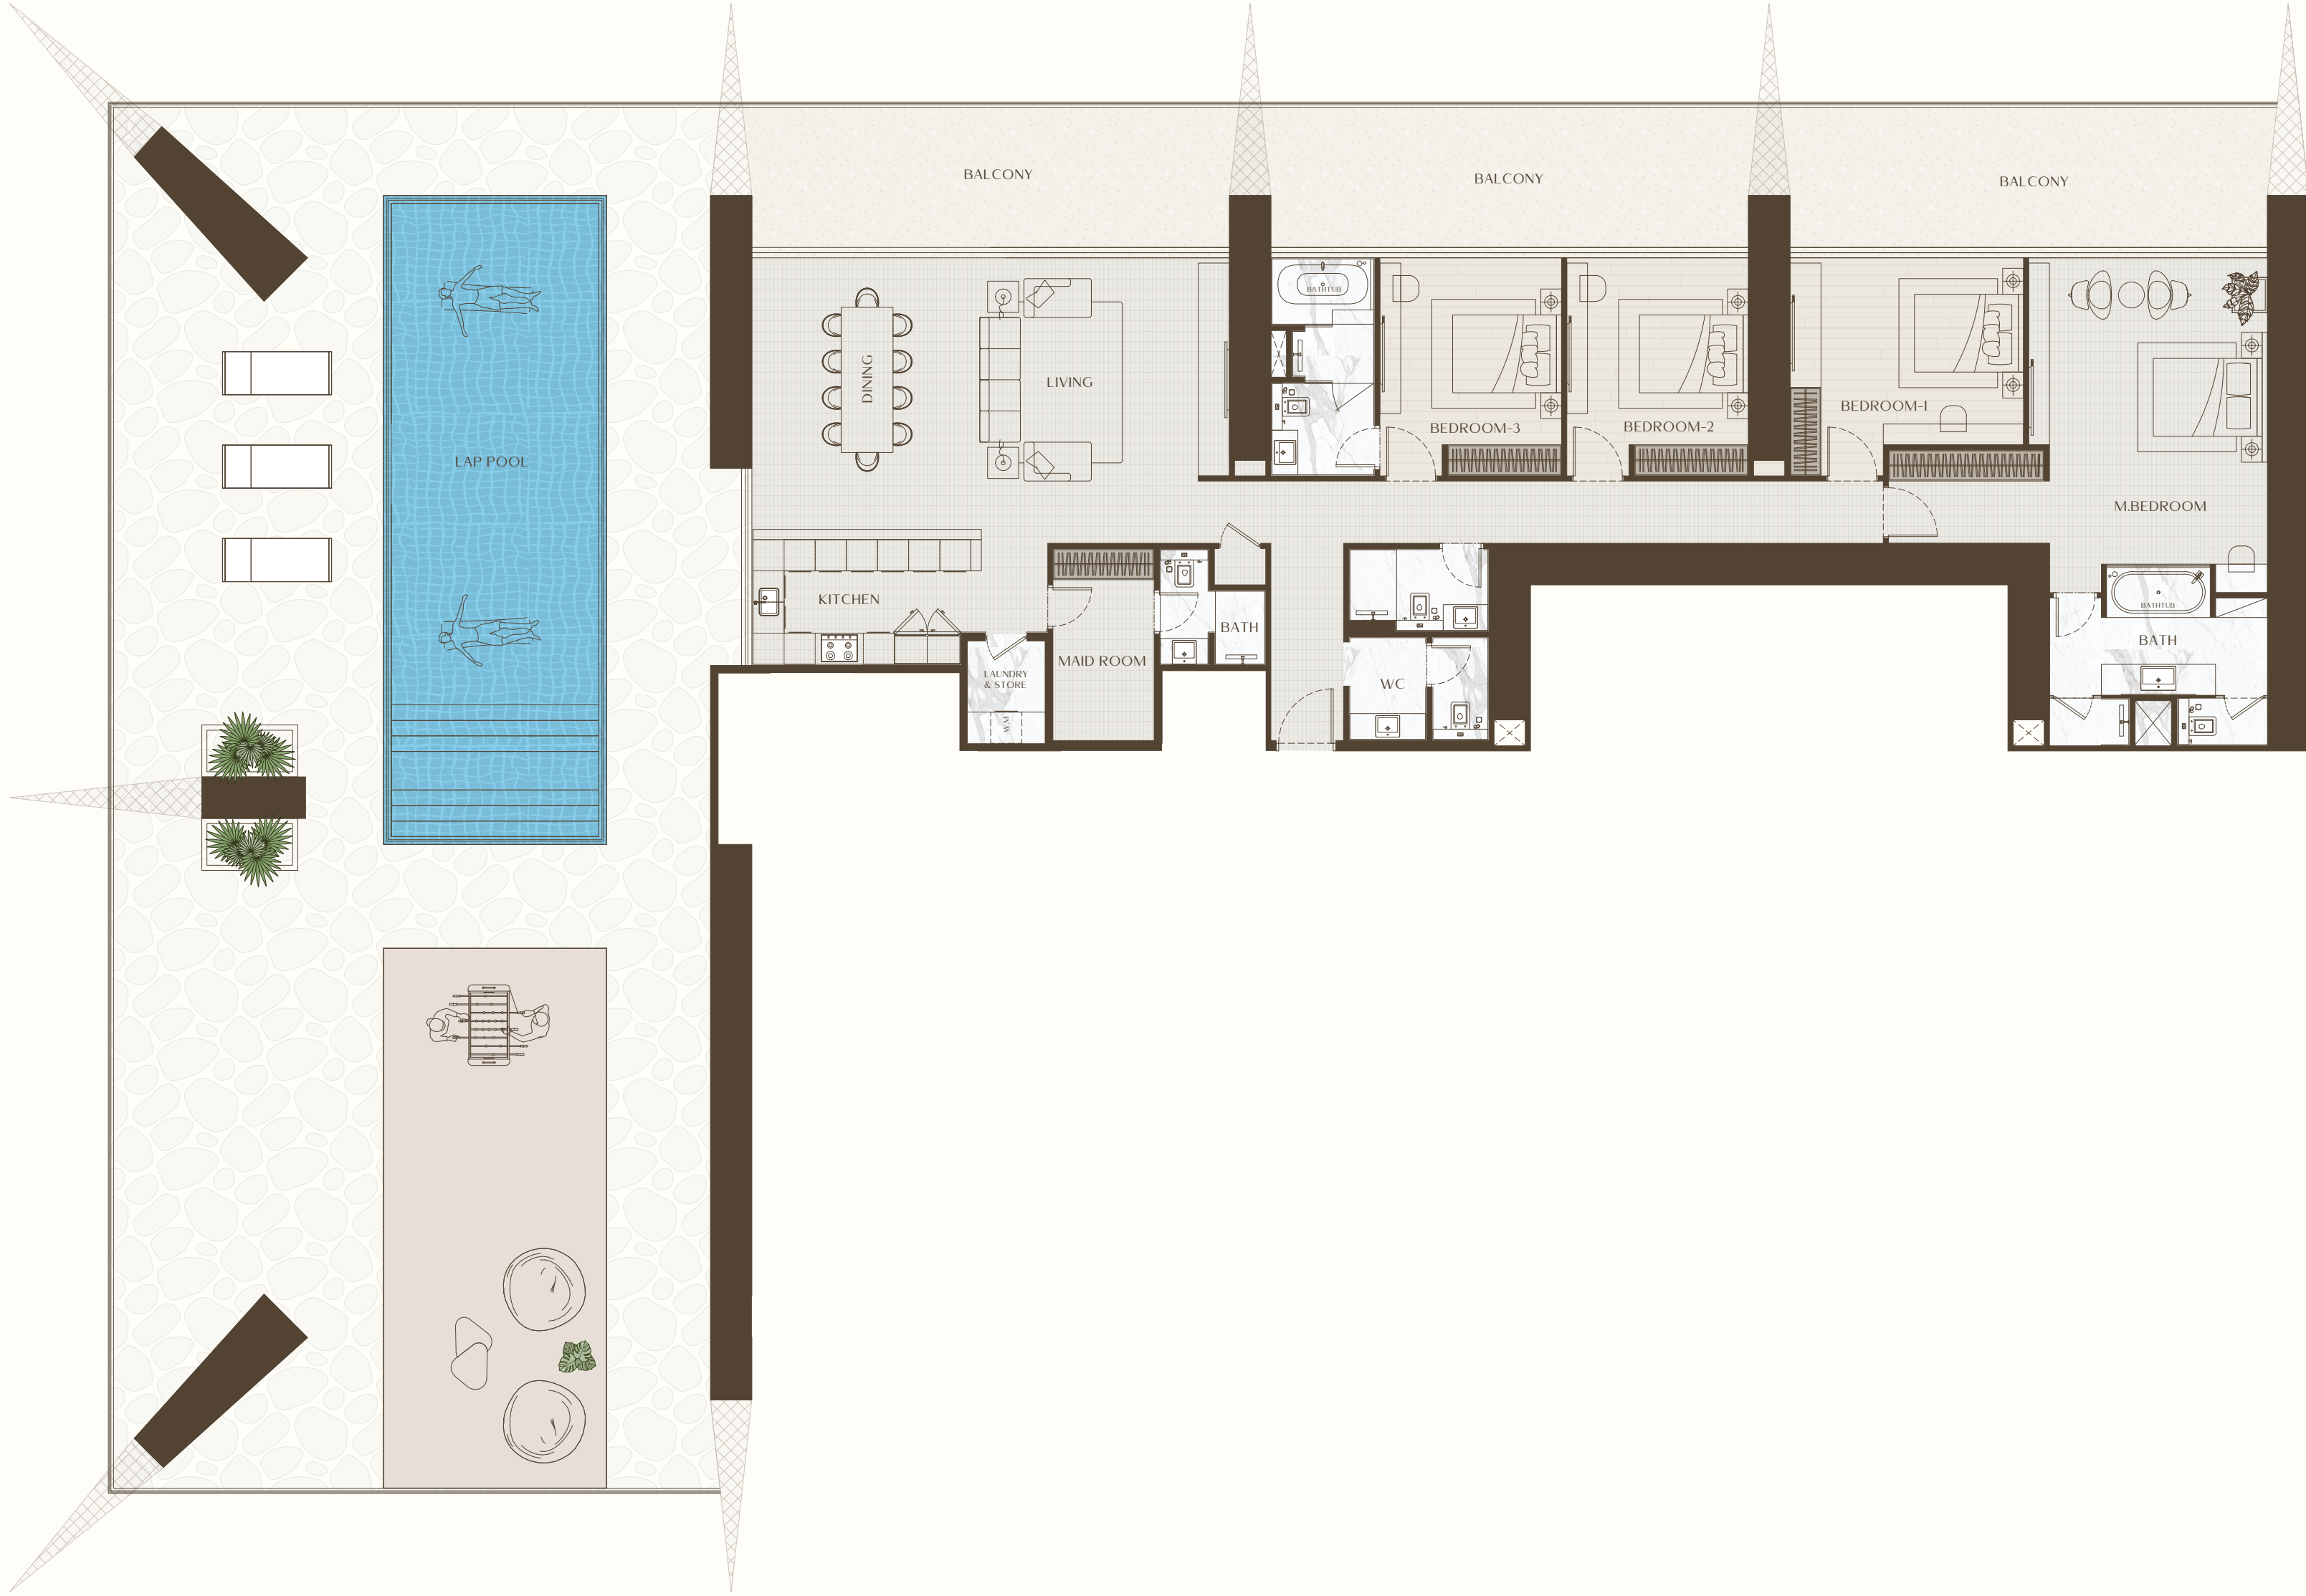 BALCONY
BALCONY
BALCONY
BATHTUB
DINING
LIVING
BEDROOM-3
BEDROOM-2
BEDROOM-1
LAP POOL
M.BEDROOM
KITCHEN
BATH
MAID ROOM
LAUNDRY
& STORE
WC
W.M
BATHTUB
BATH